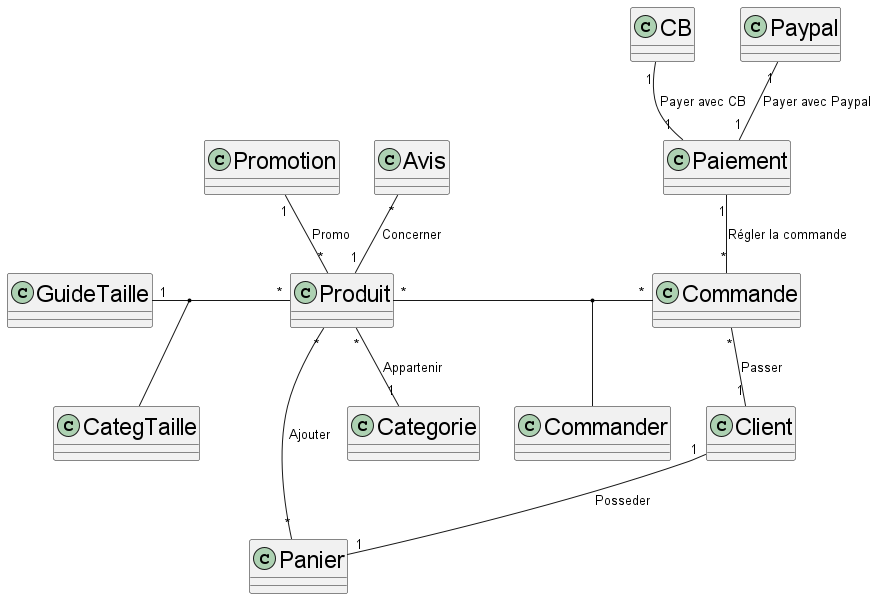 C CB
C Paypal
1
1
Payer avec CB
Payer avec Paypal
1
1
C Promotion
C Avis
C Paiement
1
*
1
Promo
Concerner
Régler la commande
*
1
*
C GuideTaille
1
*
C Produit
*
*
C Commande
*
*
*
Appartenir
Passer
1
1
C CategTaille
C Categorie
C Commander
C Client
Ajouter
1
Posseder
*
1
C Panier